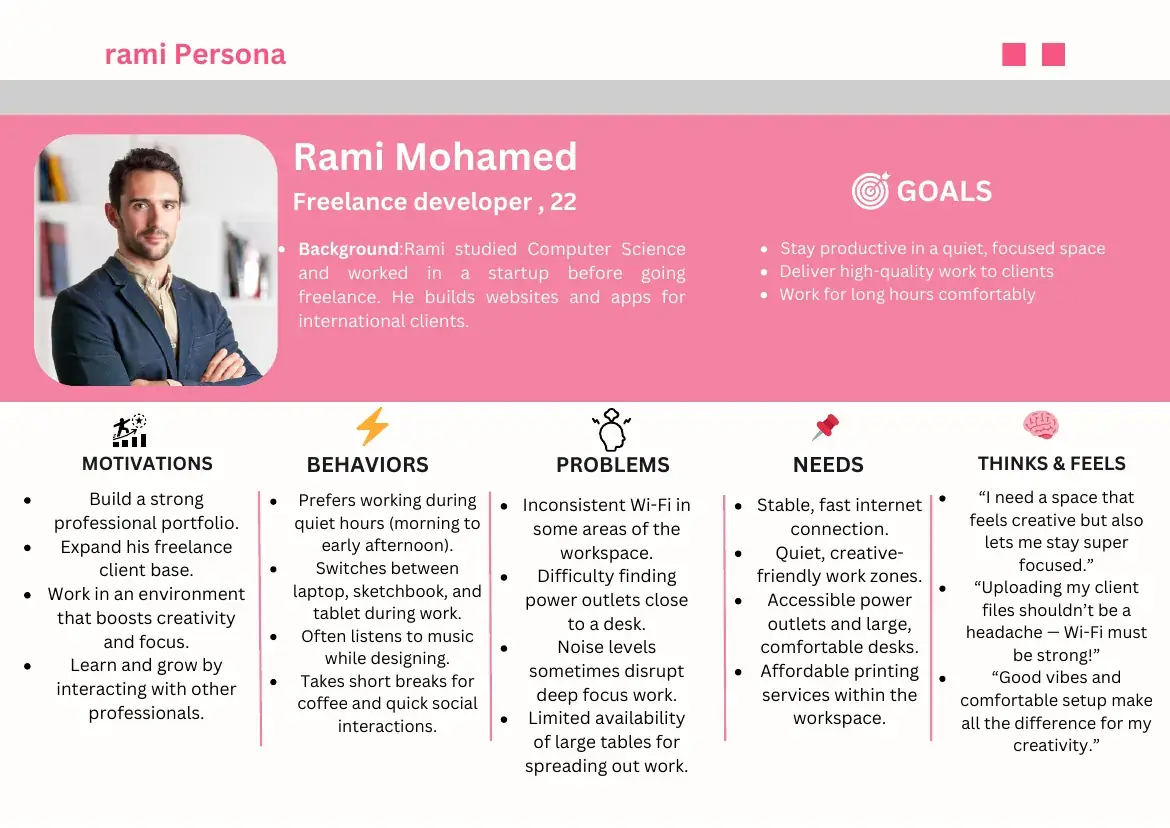 rami Persona
Rami Mohamed
Freelance developer , 22
• Background:Rami studied Computer Science
and worked in a startup before going
freelance. He builds websites and apps for
international clients.
GOALS
• Stay productive in a quiet, focused space
• Deliver high-quality work to clients
• Work for long hours comfortably
MOTIVATIONS
• Build a strong
professional portfolio.
• Expand his freelance
client base.
• Work in an environment
that boosts creativity
and focus.
• Learn and grow by
interacting with other
professionals.
BEHAVIORS
• Prefers working during
quiet hours (morning to
early afternoon).
• Switches between
laptop, sketchbook, and
tablet during work.
• Often listens to music
while designing.
• Takes short breaks for
coffee and quick social
interactions.
PROBLEMS
• Inconsistent Wi-Fi in
some areas of the
workspace.
• Difficulty finding
power outlets close
to a desk.
• Noise levels
sometimes disrupt
deep focus work.
• Limited availability
of large tables for
spreading out work.
NEEDS
• Stable, fast internet
connection.
• Quiet, creative-
friendly work zones.
• Accessible power
outlets and large,
comfortable desks.
• Affordable printing
services within the
workspace.
THINKS & FEELS
• “I need a space that
feels creative but also
lets me stay super
focused.”
• “Uploading my client
files shouldn’t be a
headache — Wi-Fi must
be strong!”
• “Good vibes and
comfortable setup make
all the difference for my
creativity.”